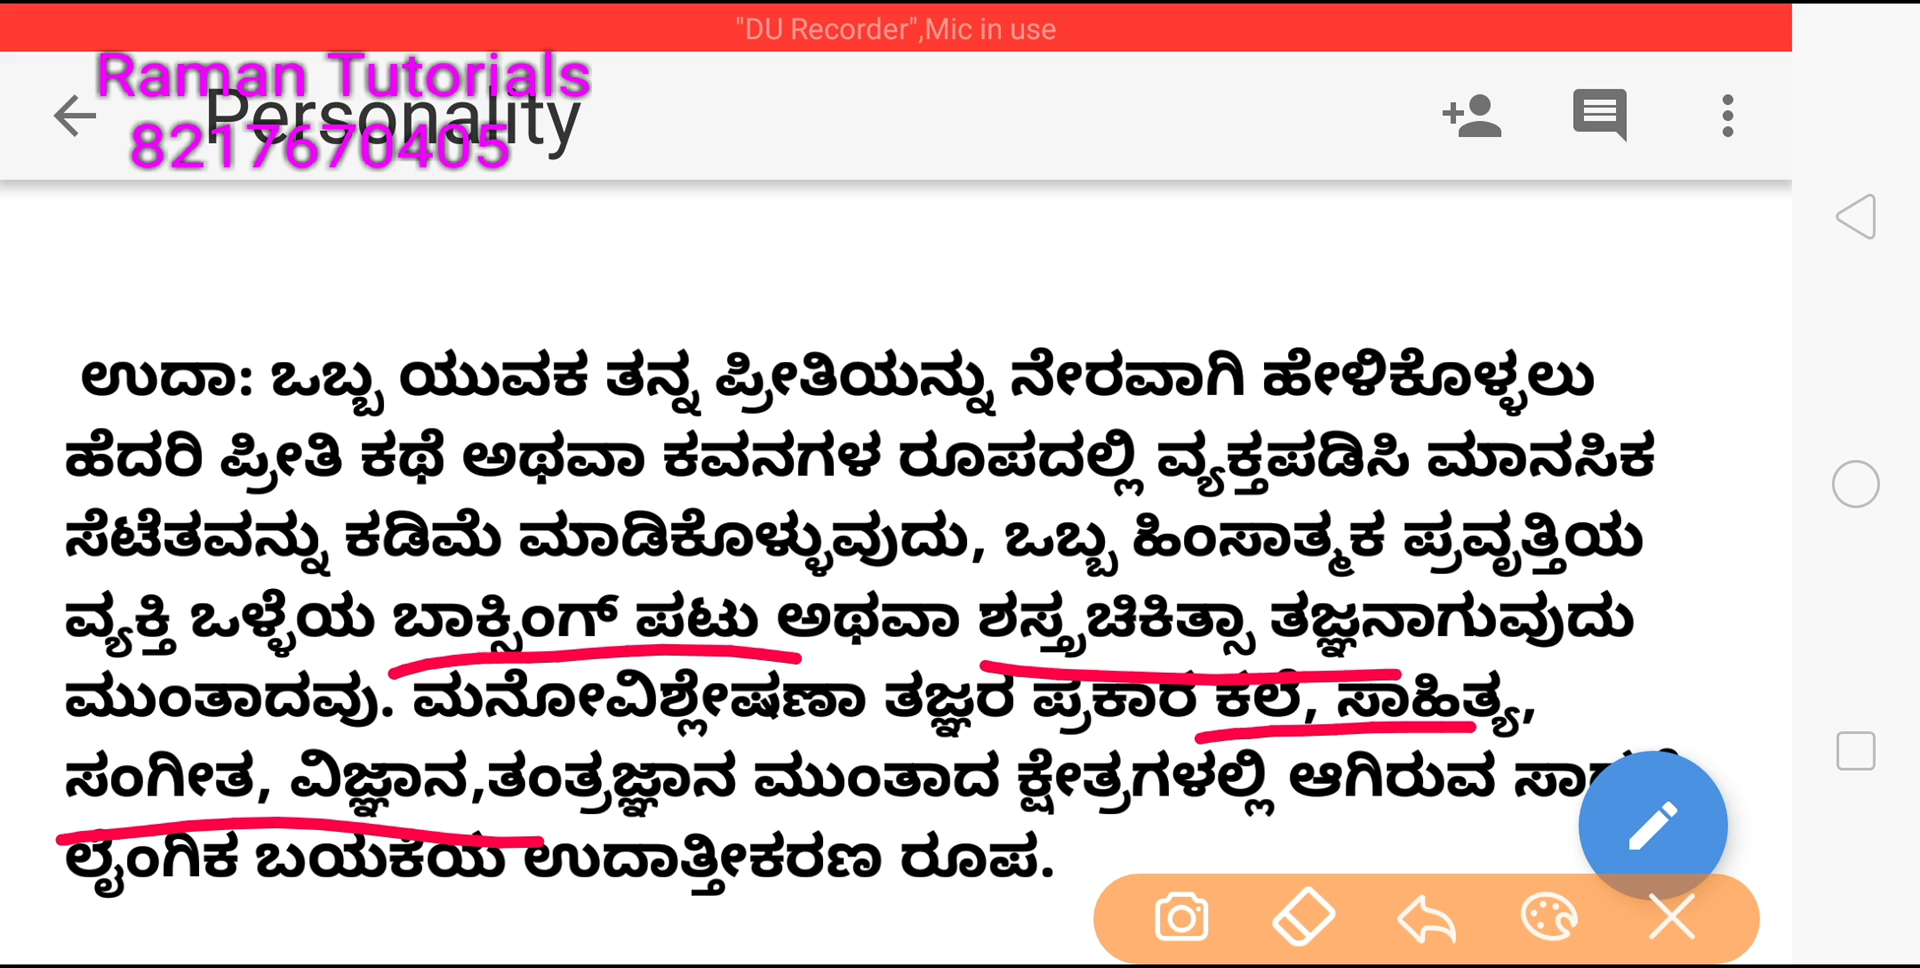 "DU Recorder",Mic in use
Raman Tutorials
Personality
8217670405
ಉದಾ: ಒಬ್ಬ ಯುವಕ ತನ್ನ ಪ್ರೀತಿಯನ್ನು ನೇರವಾಗಿ ಹೇಳಿಕೊಳ್ಳಲು
ಹೆದರಿ ಪ್ರೀತಿ ಕಥೆ ಅಥವಾ ಕವನಗಳ ರೂಪದಲ್ಲಿ ವ್ಯಕ್ತಪಡಿಸಿ ಮಾನಸಿಕ
ಸೆಟೆತವನ್ನು ಕಡಿಮೆ ಮಾಡಿಕೊಳ್ಳುವುದು, ಒಬ್ಬ ಹಿಂಸಾತ್ಮಕ ಪ್ರವೃತ್ತಿಯ
ವ್ಯಕ್ತಿ ಒಳ್ಳೆಯ ಬಾಕ್ಸಿಂಗ್ ಪಟು ಅಥವಾ ಶಸ್ತ್ರಚಿಕಿತ್ಸಾ ತಜ್ಞನಾಗುವುದು
ಮುಂತಾದವು. ಮನೋವಿಶ್ಲೇಷಣಾ ತಜ್ಞರ ಪ್ರಕಾರ ಕಲೆ, ಸಾಹಿತ್ಯ,
ಸಂಗೀತ, ವಿಜ್ಞಾನ,ತಂತ್ರಜ್ಞಾನ ಮುಂತಾದ ಕ್ಷೇತ್ರಗಳಲ್ಲಿ ಆಗಿರುವ
ಲೈಂಗಿಕ ಬಯಕೆಯ ಉದಾತ್ತೀಕರಣ ರೂಪ.